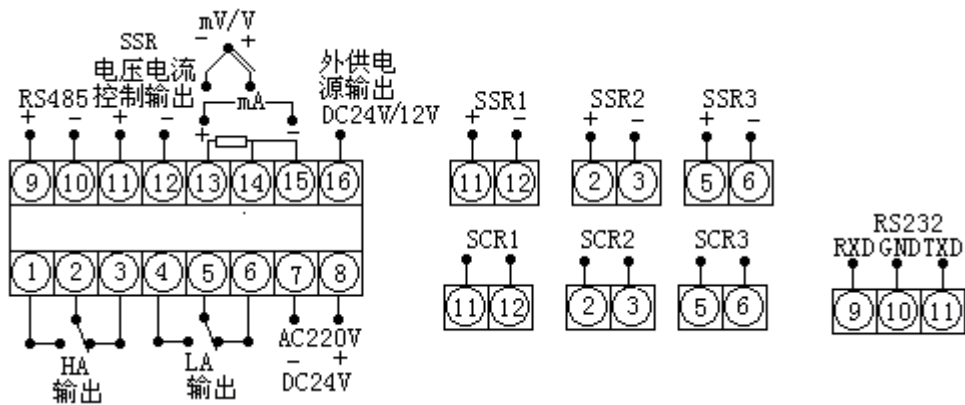 mV/V
- +
SSR
电压电流
控制输出
RS485
+ - + -
mA
+ -
外供电
源输出
DC24V/12V
9 10 11 12 13 14 15 16
1 2 3 4 5 6 7 8
HA
输出
LA
输出
AC220V
- +
DC24V
SSR1
+ -
11 12
SSR2
+ -
2 3
SSR3
+ -
5 6
SCR1
11 12
SCR2
2 3
SCR3
5 6
RS232
RXD GND TXD
9 10 11